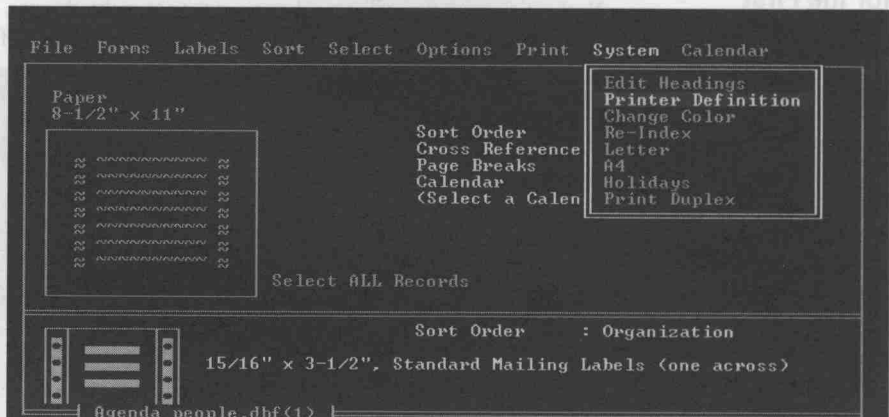 File Forms Labels Sort Select Options Print System Calendar
Paper
8-1/2" x 11"
Sort Order
Cross Reference
Page Breaks
Calendar
(Select a Calen
Edit Headings
Printer Definition
Change Color
Re-Index
Letter
A4
Holidays
Print Duplex
Select ALL Records
Sort Order : Organization
15/16" x 3-1/2", Standard Mailing Labels (one across)
Agenda people.dbf(1)